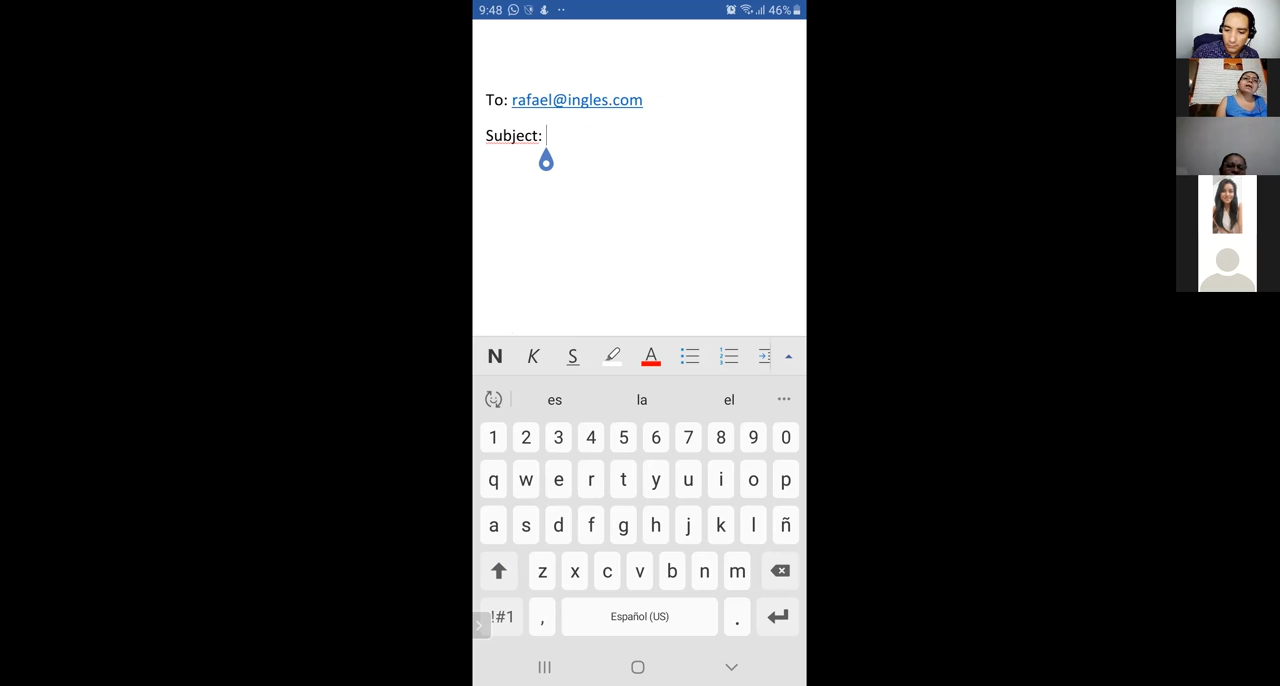 9:48 46%
To: rafael@ingles.com
Subject:
N K S A
es la el
1 2 3 4 5 6 7 8 9 0
q w e r t y u i o p
a s d f g h j k l ñ
z x c v b n m
!#1 , Español (US) .